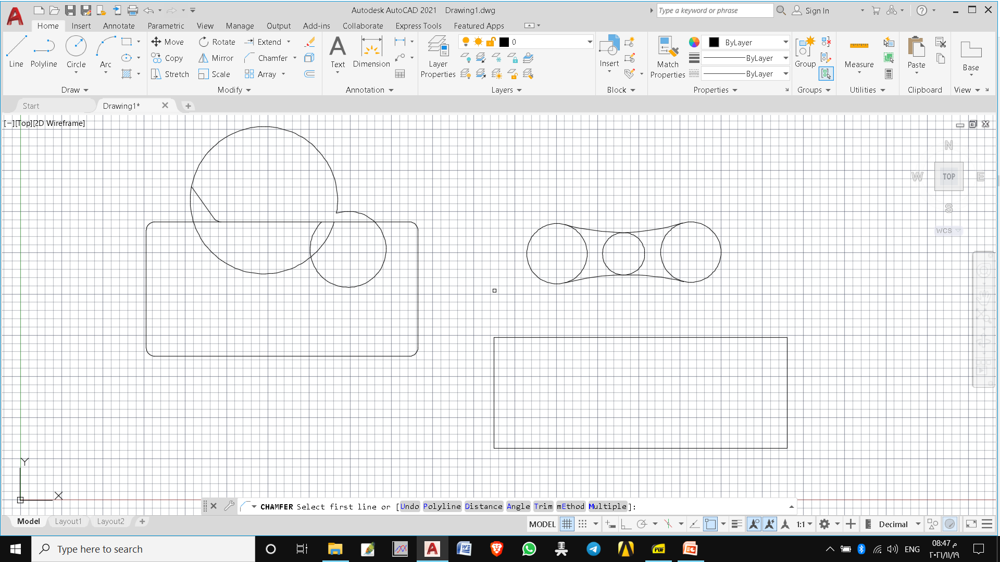 Autodesk AutoCAD 2021 Drawing1.dwg
Type a keyword or phrase
Sign In
Home Insert Annotate Parametric View Manage Output Add-ins Collaborate Express Tools Featured Apps
Line Polyline Circle Arc
Move Rotate Extend
Copy Mirror Chamfer
Stretch Scale Array
Text Dimension
Layer Properties
0
Insert
Match Properties
ByLayer
ByLayer
ByLayer
Group
Measure
Paste
Base
Draw Modify Annotation Layers Block Properties Groups Utilities Clipboard View
Start Drawing1*
[−][Top][2D Wireframe]
N
W TOP E
S
WCS
Y
X
CHAMFER Select first line or [Undo Polyline Distance Angle Trim mEthod Multiple]:
Model Layout1 Layout2
MODEL 1:1 Decimal
Type here to search
PDF
ENG
08:47 م
٢٠٢١/١١/١٩